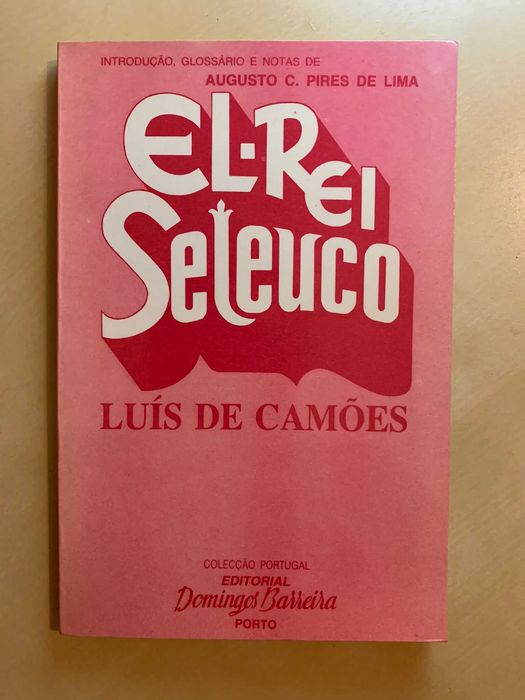 INTRODUÇÃO, GLOSSÁRIO E NOTAS DE
AUGUSTO C. PIRES DE LIMA
EL-REI
Seleuco
LUÍS DE CAMÕES
COLECÇÃO PORTUGAL
EDITORIAL
Domingos Barreira
PORTO